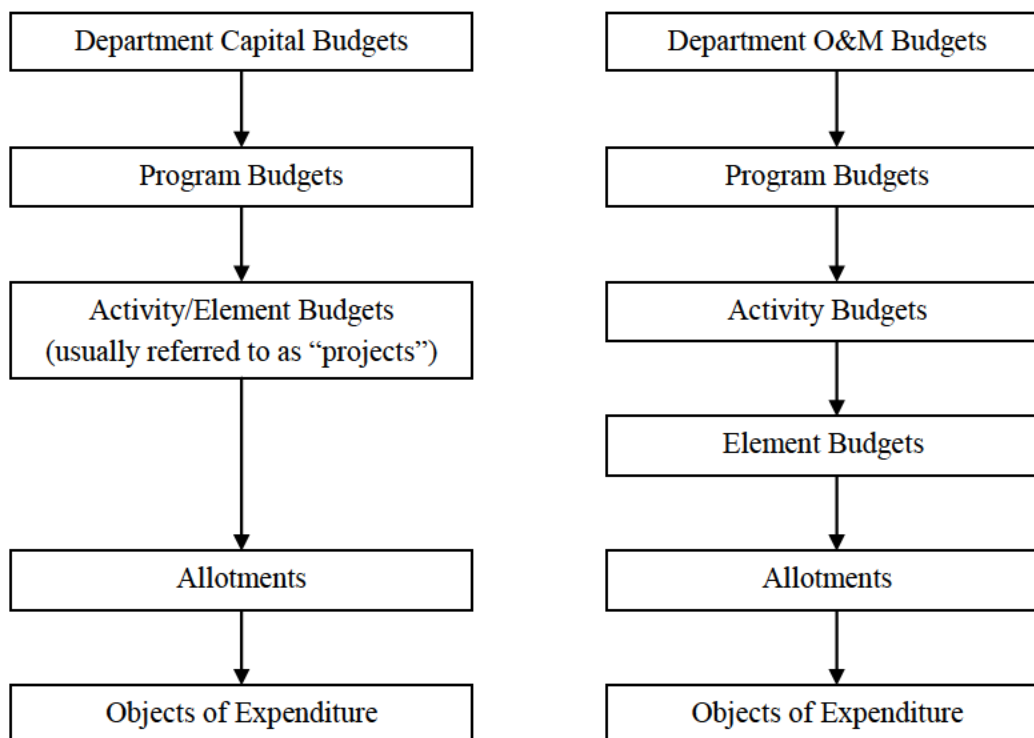 Department Capital Budgets
Program Budgets
Activity/Element Budgets
(usually referred to as “projects”)
Allotments
Objects of Expenditure
Department O&M Budgets
Program Budgets
Activity Budgets
Element Budgets
Allotments
Objects of Expenditure